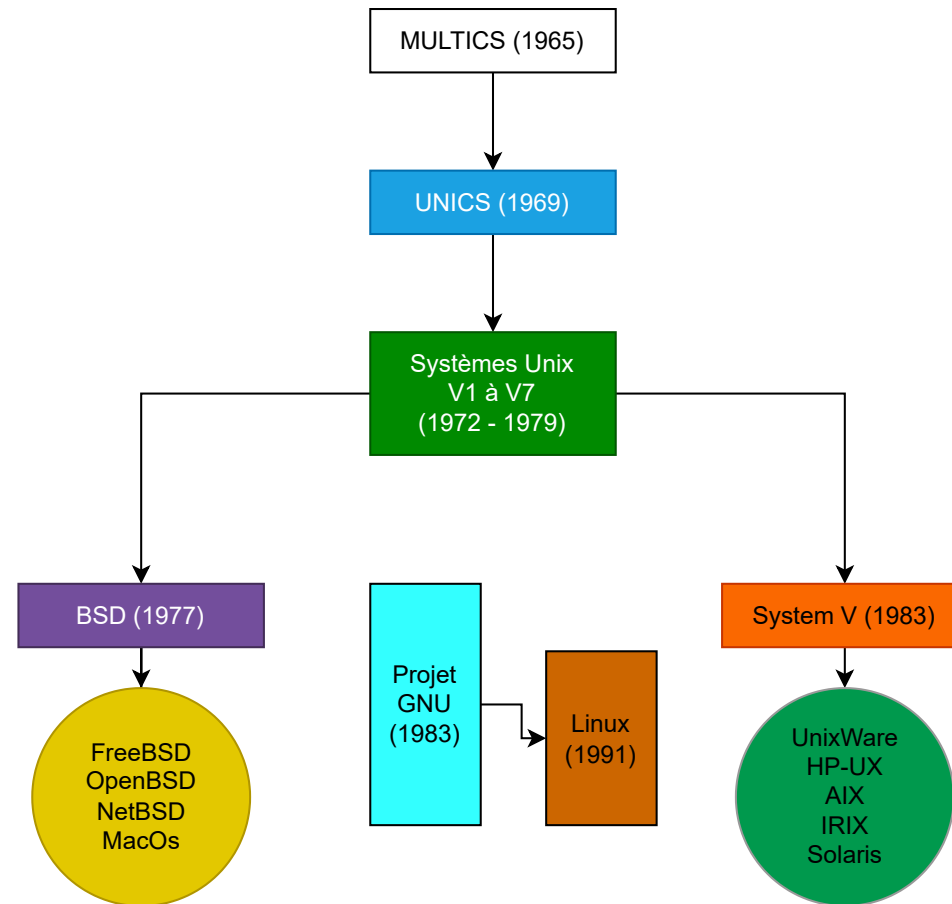 MULTICS (1965)
UNICS (1969)
Systèmes Unix
V1 à V7
(1972 - 1979)
BSD (1977)
FreeBSD
OpenBSD
NetBSD
MacOs
Projet
GNU
(1983)
Linux
(1991)
System V (1983)
UnixWare
HP-UX
AIX
IRIX
Solaris